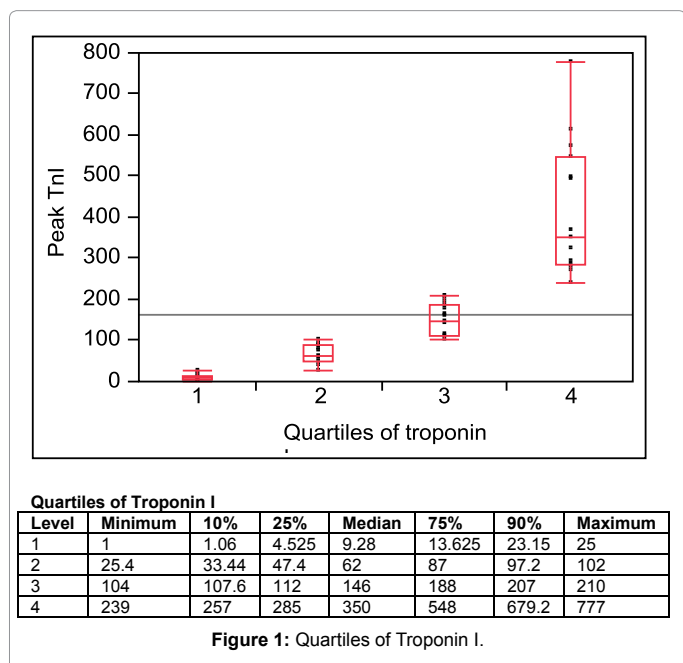 800
700
600
500
400
300
200
100
0
Peak TnI
1 2 3 4
Quartiles of troponin
Quartiles of Troponin I
Level Minimum 10% 25% Median 75% 90% Maximum
1 1 1.06 4.525 9.28 13.625 23.15 25
2 25.4 33.44 47.4 62 87 97.2 102
3 104 107.6 112 146 188 207 210
4 239 257 285 350 548 679.2 777
Figure 1: Quartiles of Troponin I.